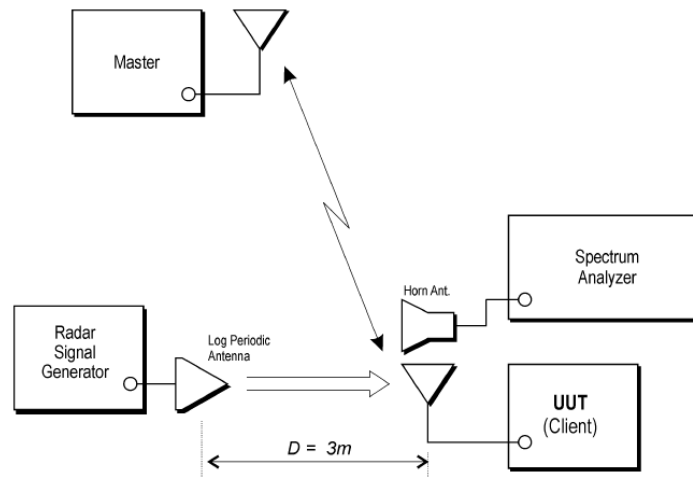 Master
Spectrum
Analyzer
Horn Ant.
Radar
Signal
Generator
Log Periodic
Antenna
UUT
(Client)
D = 3m